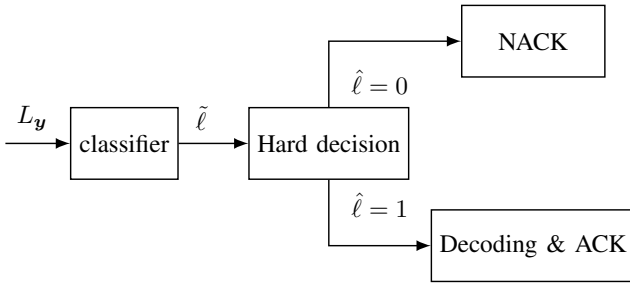 NACK
ℓ̂ = 0
L_𝒚
classifier
ℓ̃
Hard decision
ℓ̂ = 1
Decoding & ACK